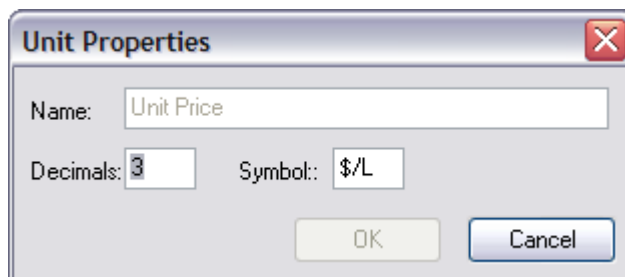 Unit Properties
Name: Unit Price
Decimals: 3 Symbol:: $/L
OK Cancel